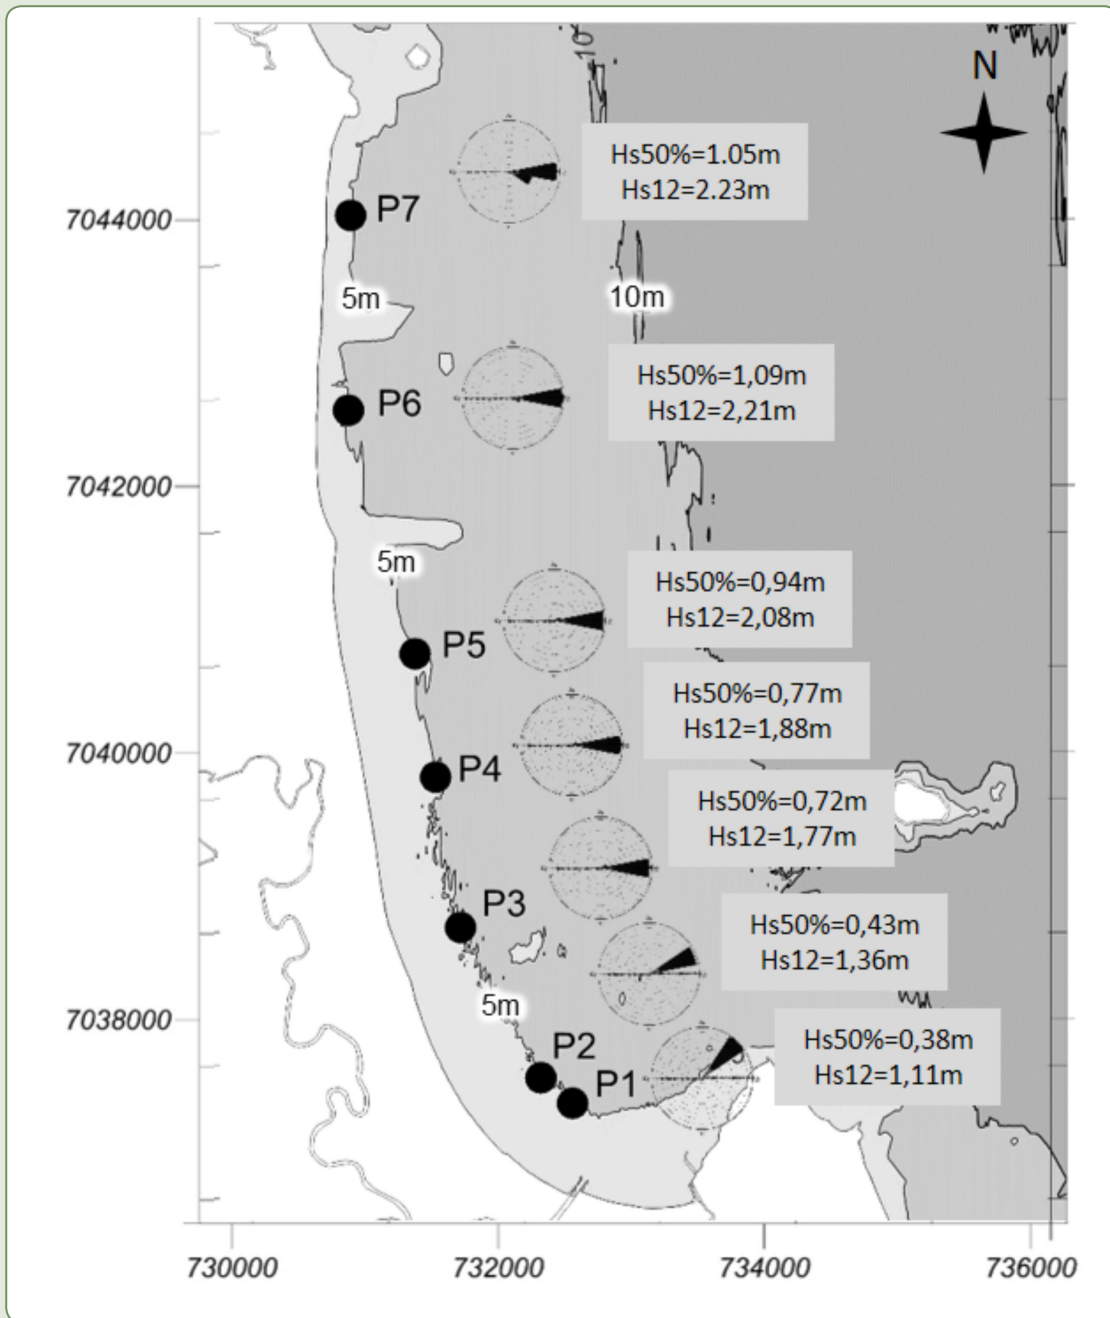 10
N
Hs50%=1.05m
Hs12=2.23m
P7
7044000
5m
10m
Hs50%=1,09m
Hs12=2,21m
P6
7042000
5m
Hs50%=0,94m
Hs12=2,08m
P5
Hs50%=0,77m
Hs12=1,88m
7040000
P4
Hs50%=0,72m
Hs12=1,77m
P3
Hs50%=0,43m
Hs12=1,36m
5m
7038000
P2
Hs50%=0,38m
Hs12=1,11m
P1
730000
732000
734000
736000